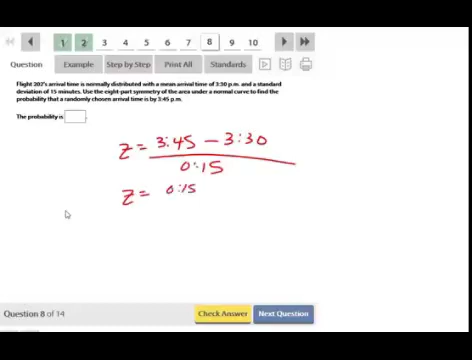 1 2 3 4 5 6 7 8 9 10
Question Example Step by Step Print All Standards
Flight 202's arrival time is normally distributed with a mean arrival time of 3:30 p.m. and a standard
deviation of 15 minutes. Use the eight-part symmetry of the area under a normal curve to find the
probability that a randomly chosen arrival time is by 3:45 p.m.
The probability is
z = 3:45 - 3:30
0:15
z = 0:15
Question 8 of 14 Check Answer Next Question